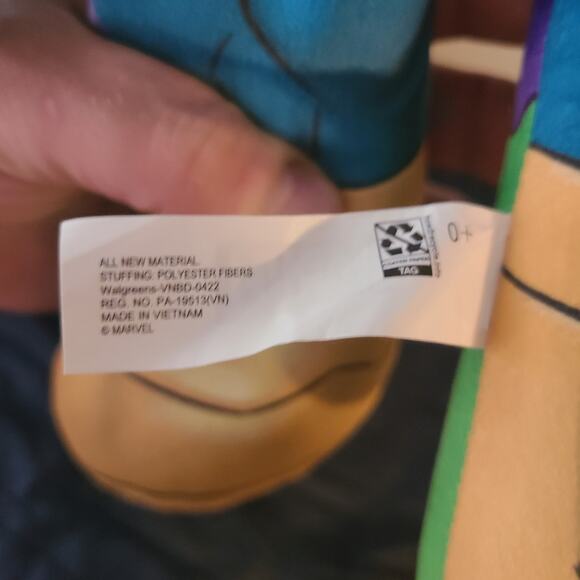 ALL NEW MATERIAL
STUFFING: POLYESTER FIBERS
Walgreens-VNBD-0422
REG. NO. PA-19513(VN)
MADE IN VIETNAM
© MARVEL
TAG
0+